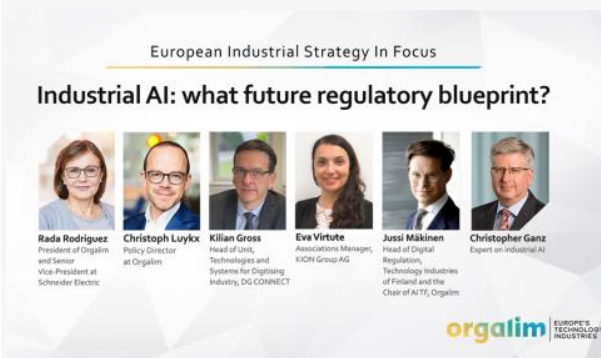 European Industrial Strategy In Focus
Industrial AI: what future regulatory blueprint?
Rada Rodriguez
President of Orgalim
and Senior
Vice-President at
Schneider Electric
Christoph Luykx
Policy Director
at Orgalim
Kilian Gross
Head of Unit,
Technologies and
Systems for Digitising
Industry, DG CONNECT
Eva Virtute
Associations Manager,
KION Group AG
Jussi Mäkinen
Head of Digital
Regulation,
Technology Industries
of Finland and the
Chair of AI TF, Orgalim
Christopher Ganz
Expert on industrial AI
orgalim
EUROPE'S
TECHNOLOGY
INDUSTRIES